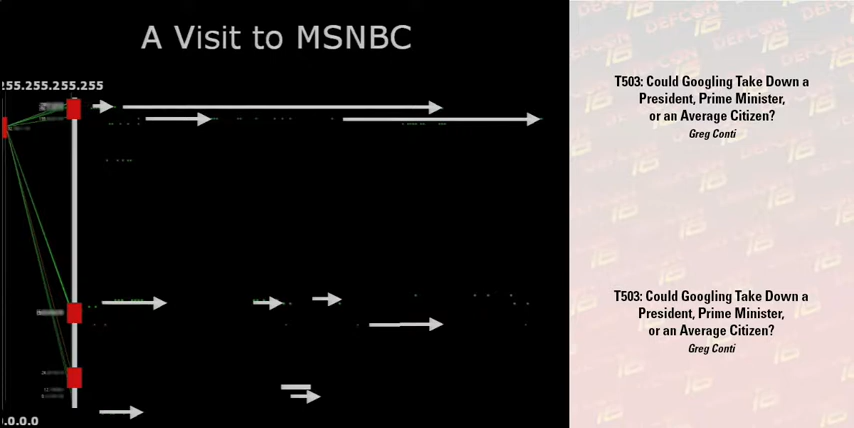 A Visit to MSNBC
255.255.255.255
0.0.0.0
T503: Could Googling Take Down a
President, Prime Minister,
or an Average Citizen?
Greg Conti
T503: Could Googling Take Down a
President, Prime Minister,
or an Average Citizen?
Greg Conti
DEFCON
16